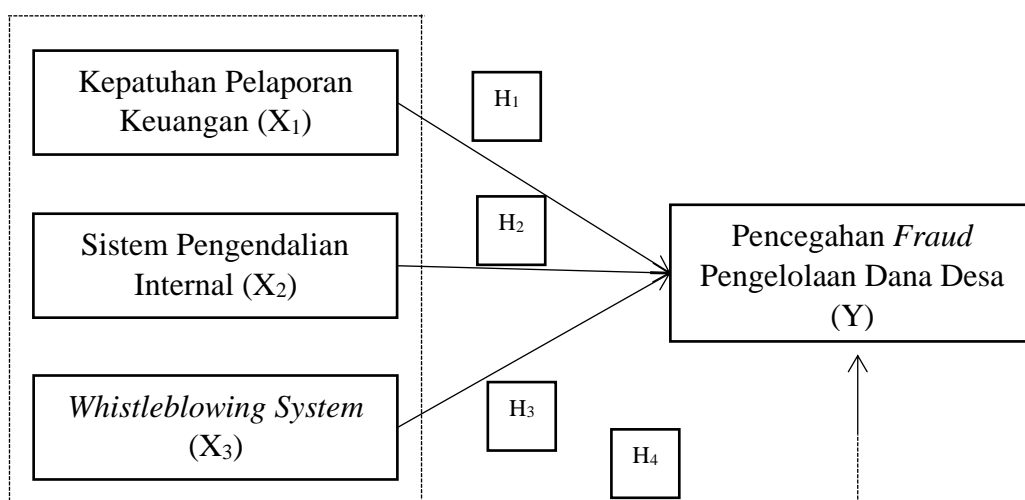 Kepatuhan Pelaporan
Keuangan (X₁)
H₁
Sistem Pengendalian
Internal (X₂)
H₂
Pencegahan Fraud
Pengelolaan Dana Desa
(Y)
Whistleblowing System
(X₃)
H₃
H₄